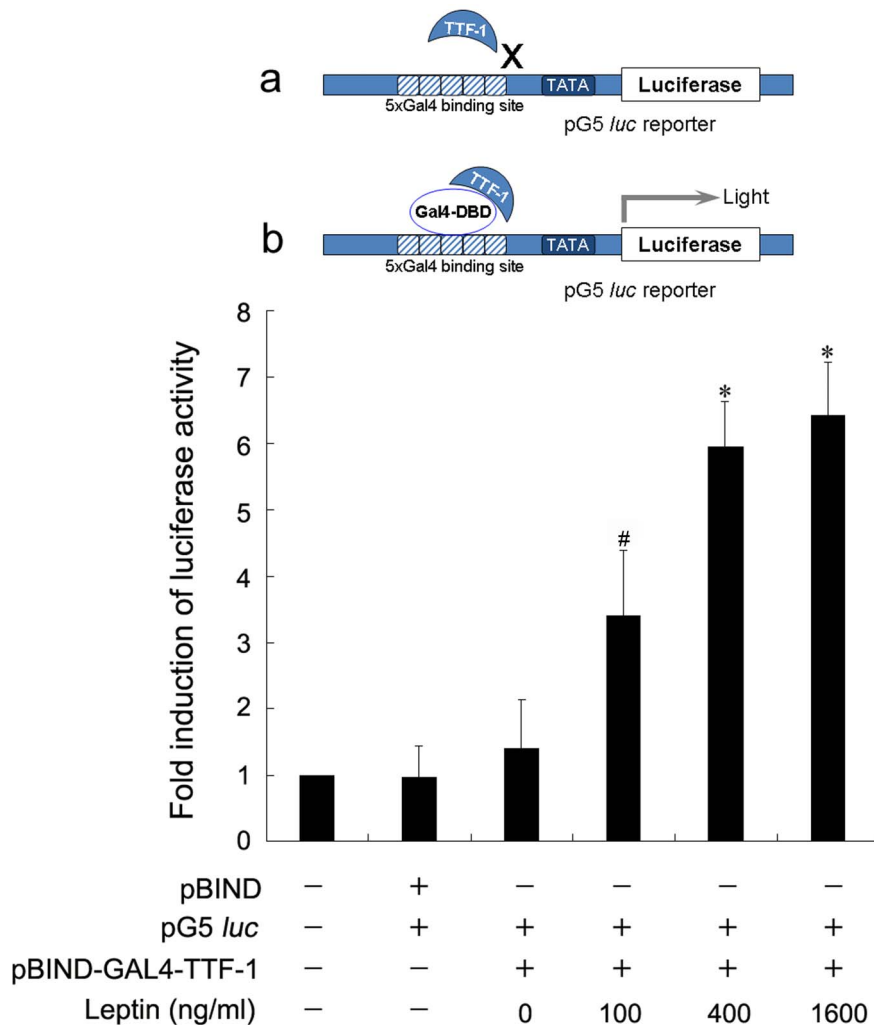 TTF-1
X
a
TATA
Luciferase
5xGal4 binding site
pG5 luc reporter
TTF-1
Gal4-DBD
Light
b
TATA
Luciferase
5xGal4 binding site
pG5 luc reporter
Fold induction of luciferase activity
8
7
6
5
4
3
2
1
0
#
*
*
pBIND − + − − − −
pG5 luc − + + + + +
pBIND-GAL4-TTF-1 − − + + + +
Leptin (ng/ml) − − 0 100 400 1600